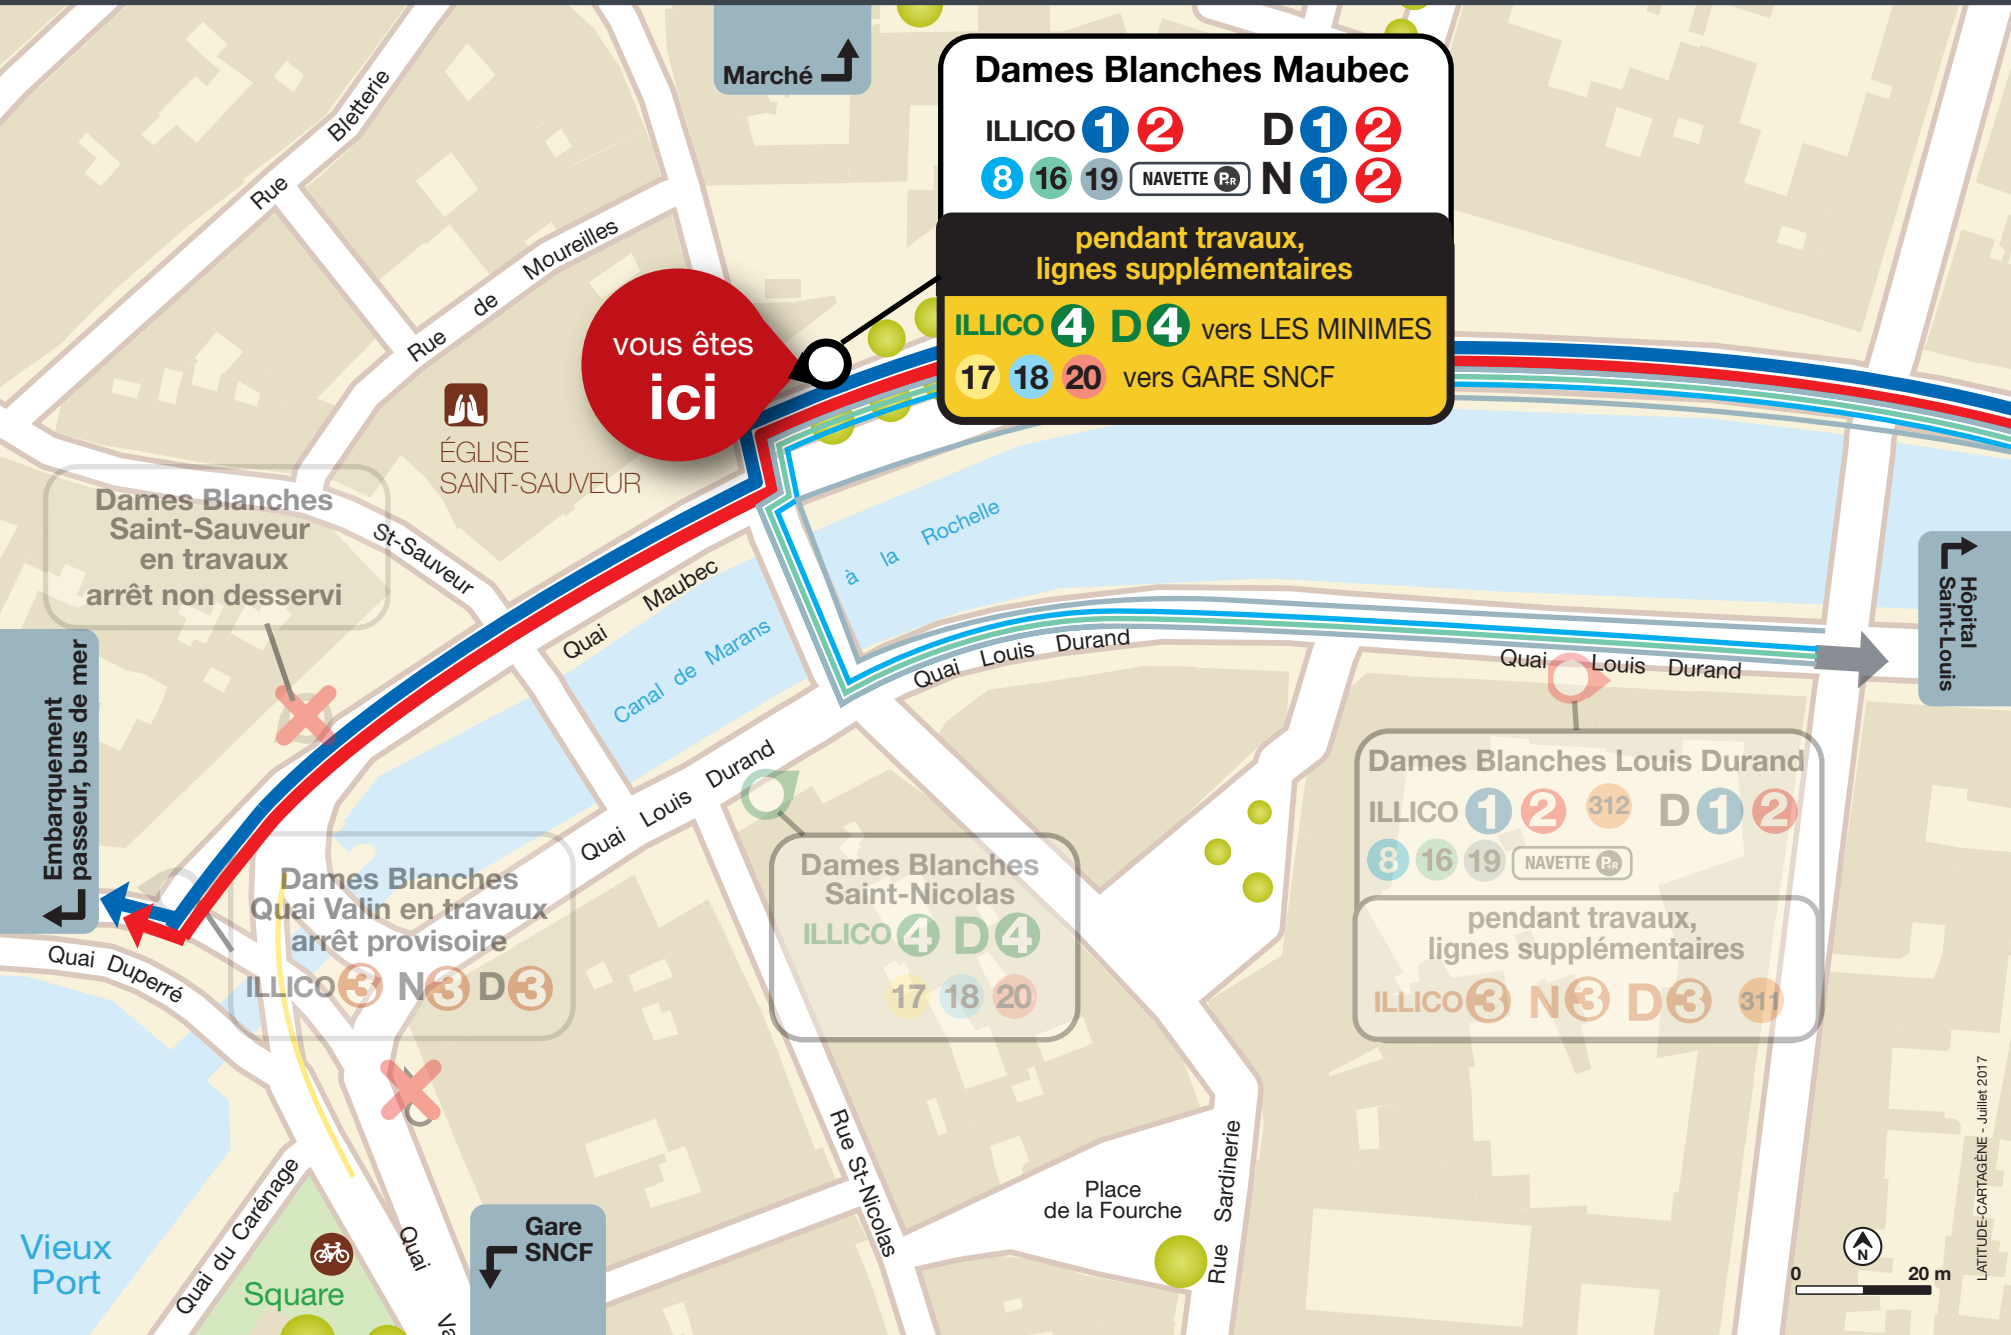 Marché
Dames Blanches Maubec
ILLICO 1 2 D 1 2
8 16 19 NAVETTE P+R N 1 2
pendant travaux,
lignes supplémentaires
ILLICO 4 D 4 vers LES MINIMES
17 18 20 vers GARE SNCF
Rue Bletterie
Rue de Moureilles
vous êtes
ici
ÉGLISE
SAINT-SAUVEUR
Dames Blanches
Saint-Sauveur
en travaux
arrêt non desservi
St-Sauveur
Quai Maubec
Canal de Marans
à la Rochelle
Quai Louis Durand
Quai Louis Durand
Quai Louis Durand
Hôpital
Saint-Louis
Embarquement
passeur, bus de mer
Dames Blanches
Quai Valin en travaux
arrêt provisoire
ILLICO 3 N 3 D 3
Dames Blanches
Saint-Nicolas
ILLICO 4 D 4
17 18 20
Dames Blanches Louis Durand
ILLICO 1 2 312 D 1 2
8 16 19 NAVETTE P+R
pendant travaux,
lignes supplémentaires
ILLICO 3 N 3 D 3 311
Quai Duperré
Vieux
Port
Quai du Carénage
Square
Quai Va
Gare
SNCF
Rue St-Nicolas
Place
de la Fourche
Rue Sardinerie
N
0 20 m
LATITUDE-CARTAGÈNE - Juillet 2017